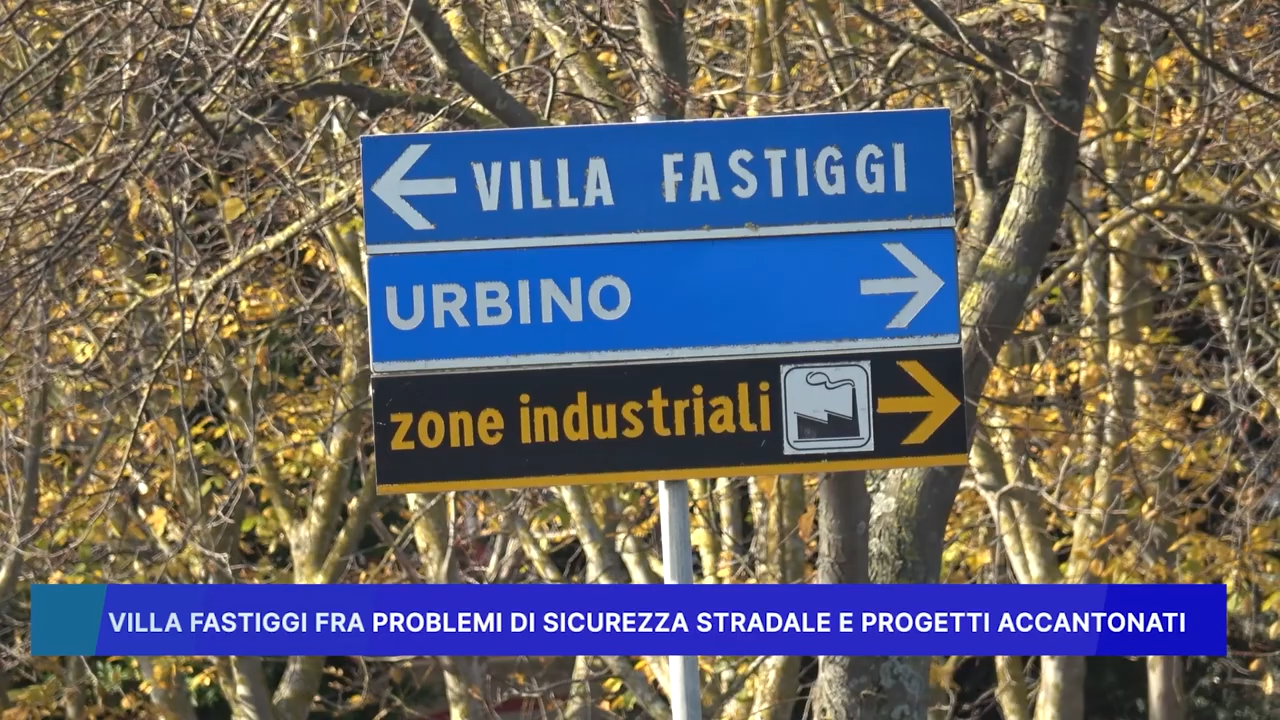 VILLA FASTIGGI
URBINO
zone industriali
VILLA FASTIGGI FRA PROBLEMI DI SICUREZZA STRADALE E PROGETTI ACCANTONATI